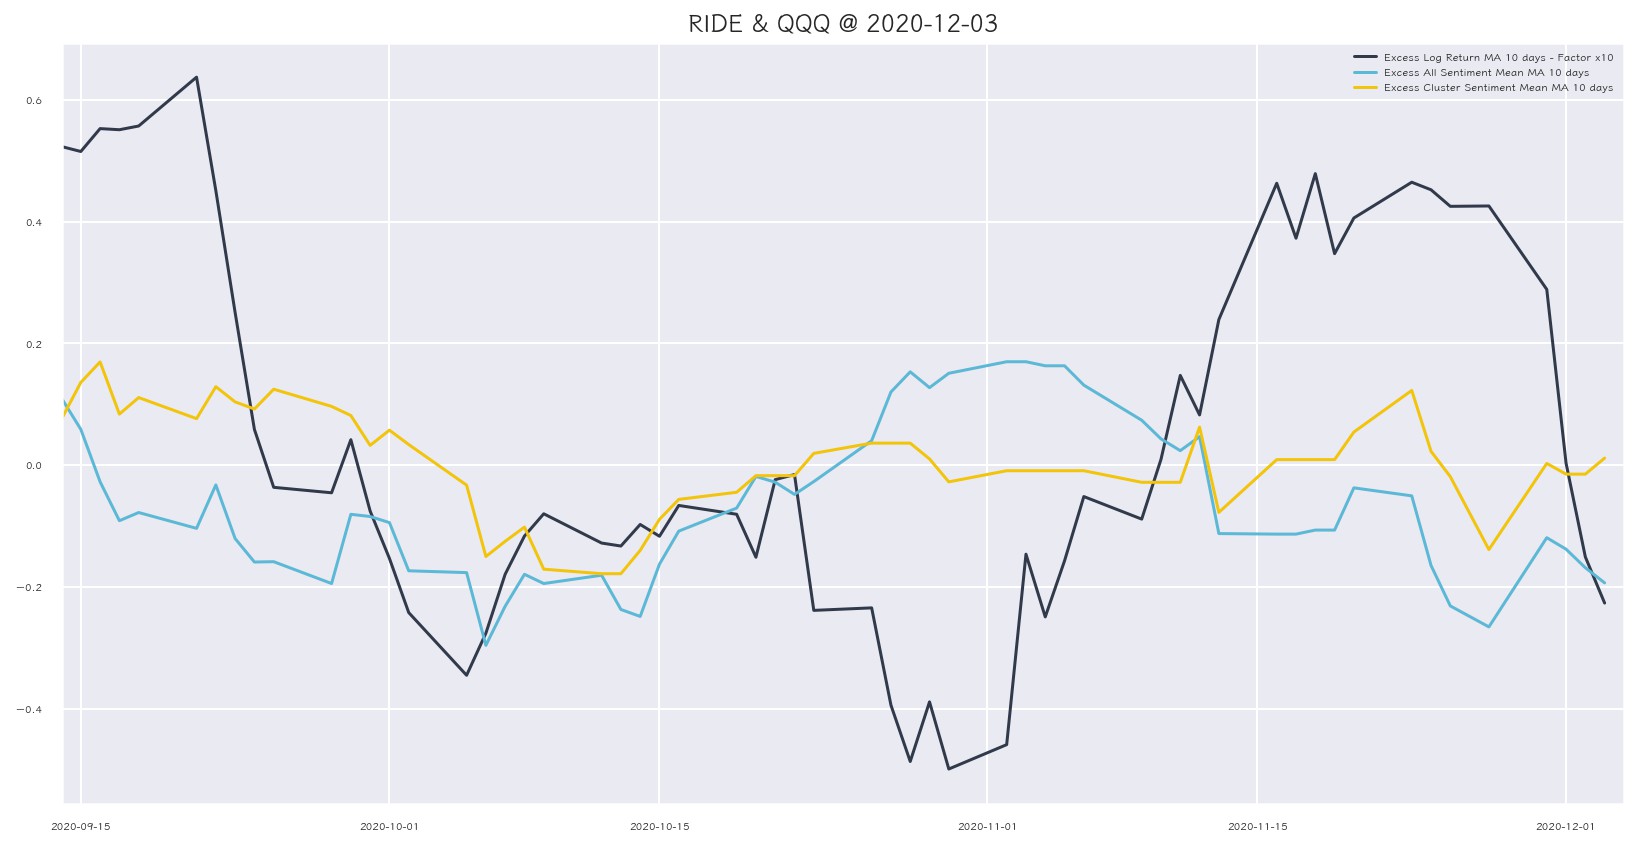 RIDE & QQQ @ 2020-12-03
Excess Log Return MA 10 days - Factor x10
Excess All Sentiment Mean MA 10 days
Excess Cluster Sentiment Mean MA 10 days
0.6
0.4
0.2
0.0
−0.2
−0.4
2020-09-15 2020-10-01 2020-10-15 2020-11-01 2020-11-15 2020-12-01